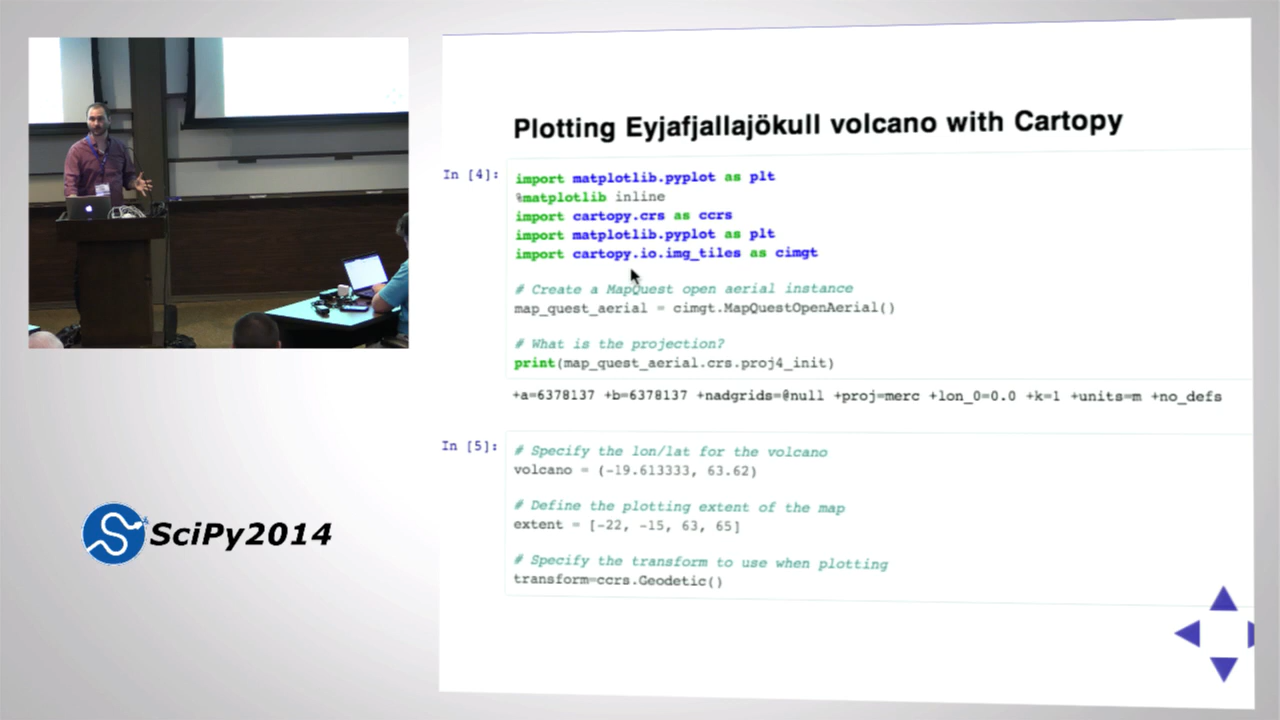 Plotting Eyjafjallajökull volcano with Cartopy
In [4]:
import matplotlib.pyplot as plt
%matplotlib inline
import cartopy.crs as ccrs
import matplotlib.pyplot as plt
import cartopy.io.img_tiles as cimgt
# Create a MapQuest open aerial instance
map_quest_aerial = cimgt.MapQuestOpenAerial()
# What is the projection?
print(map_quest_aerial.crs.proj4_init)
+a=6378137 +b=6378137 +nadgrids=@null +proj=merc +lon_0=0.0 +k=1 +units=m +no_defs
In [5]:
# Specify the lon/lat for the volcano
volcano = (-19.613333, 63.62)
# Define the plotting extent of the map
extent = [-22, -15, 63, 65]
# Specify the transform to use when plotting
transform=ccrs.Geodetic()
SciPy2014